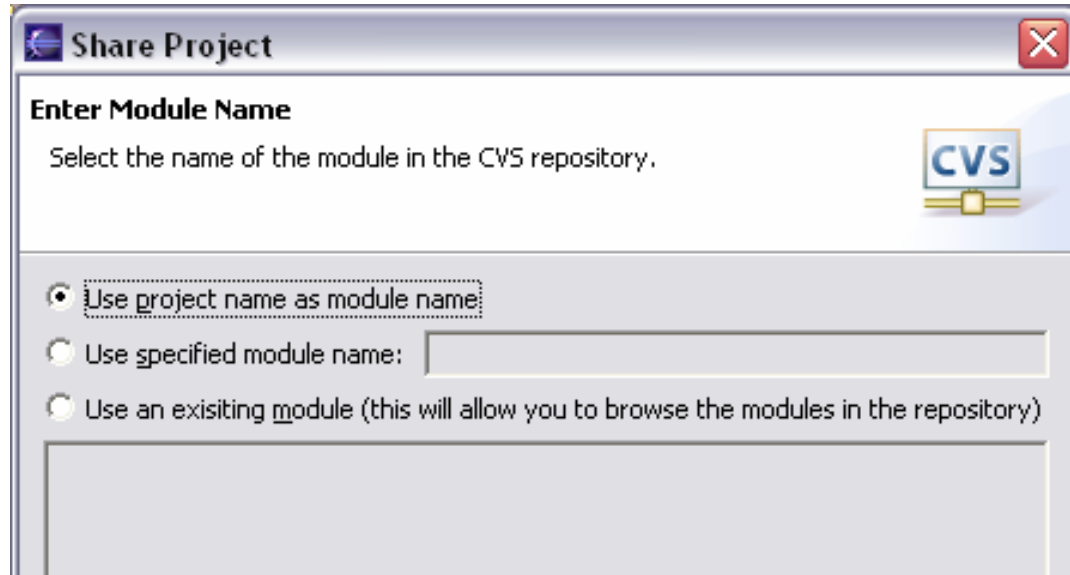 Share Project
Enter Module Name
Select the name of the module in the CVS repository.
CVS
Use project name as module name
Use specified module name:
Use an exisiting module (this will allow you to browse the modules in the repository)